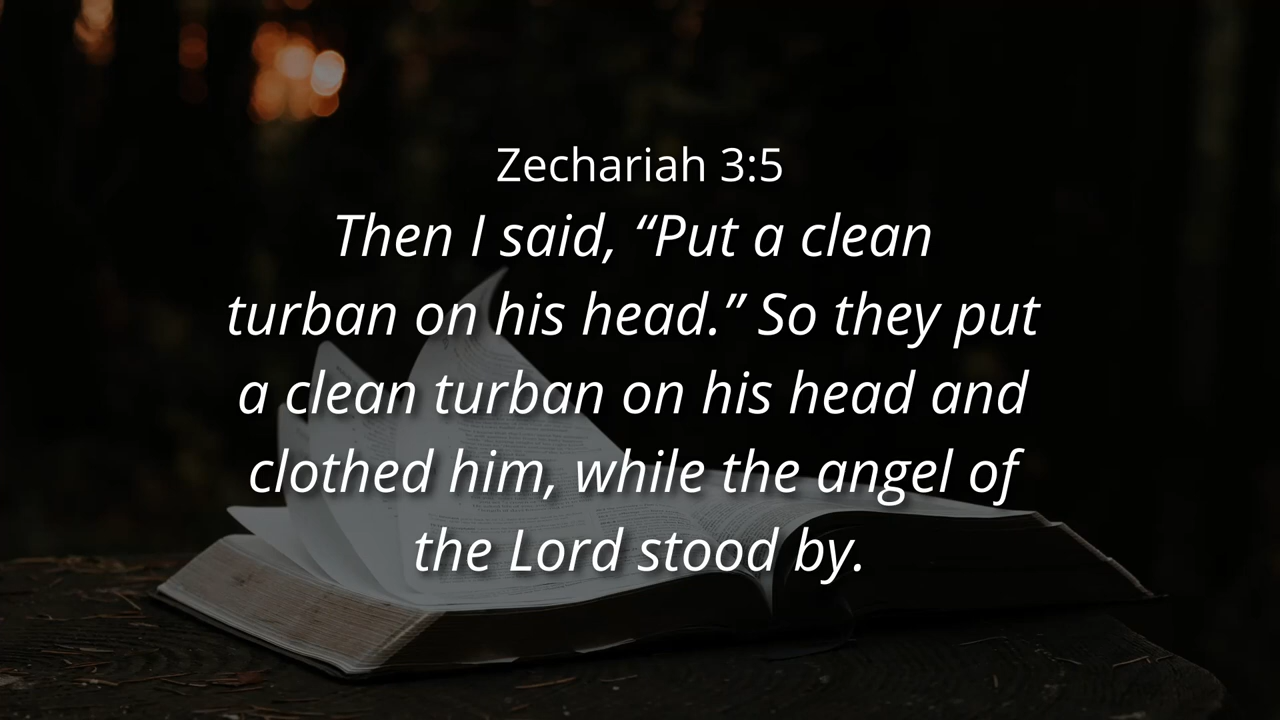 Zechariah 3:5
Then I said, “Put a clean
turban on his head.” So they put
a clean turban on his head and
clothed him, while the angel of
the Lord stood by.